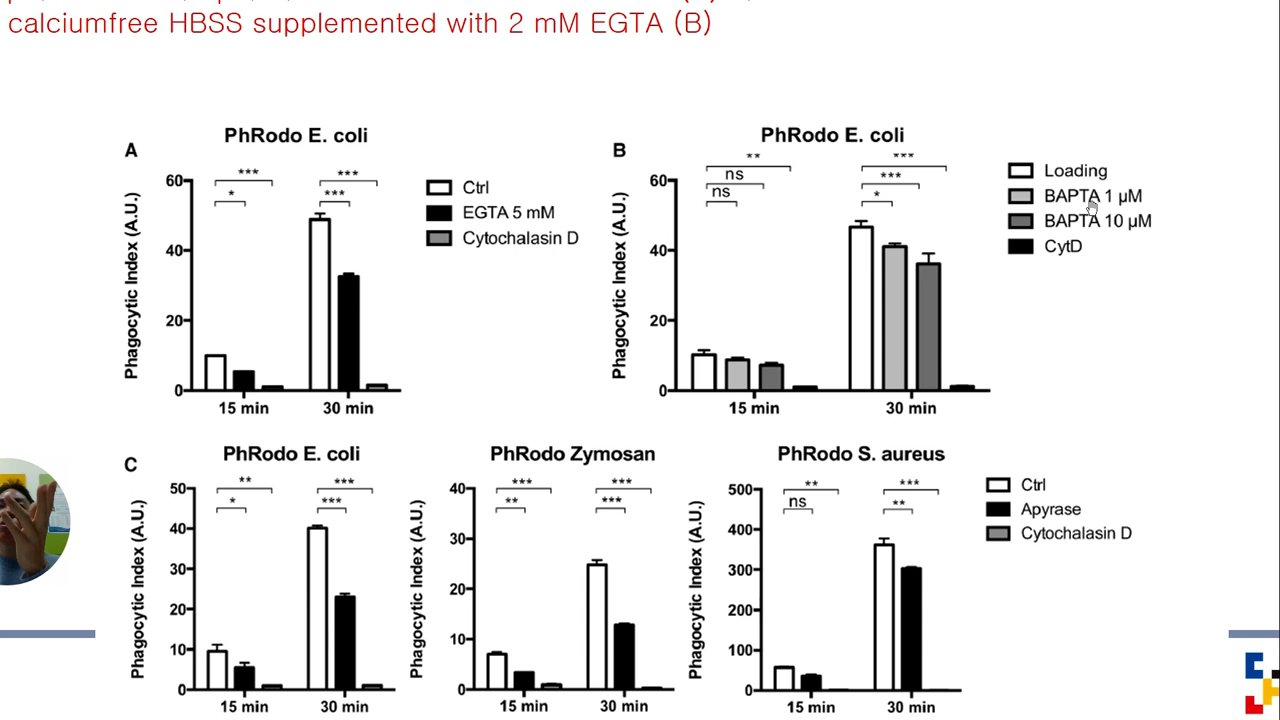 calciumfree HBSS supplemented with 2 mM EGTA (B)
A
PhRodo E. coli
*** ***
* ***
Phagocytic Index (A.U.)
60
40
20
0
15 min 30 min
Ctrl
EGTA 5 mM
Cytochalasin D
B
PhRodo E. coli
** ***
ns ***
ns *
Phagocytic Index (A.U.)
60
40
20
0
15 min 30 min
Loading
BAPTA 1 µM
BAPTA 10 µM
CytD
C
PhRodo E. coli
** ***
* ***
Phagocytic Index (A.U.)
50
40
30
20
10
0
15 min 30 min
PhRodo Zymosan
*** ***
** ***
Phagocytic Index (A.U.)
40
30
20
10
0
15 min 30 min
PhRodo S. aureus
** ***
ns **
Phagocytic Index (A.U.)
500
400
300
200
100
0
15 min 30 min
Ctrl
Apyrase
Cytochalasin D